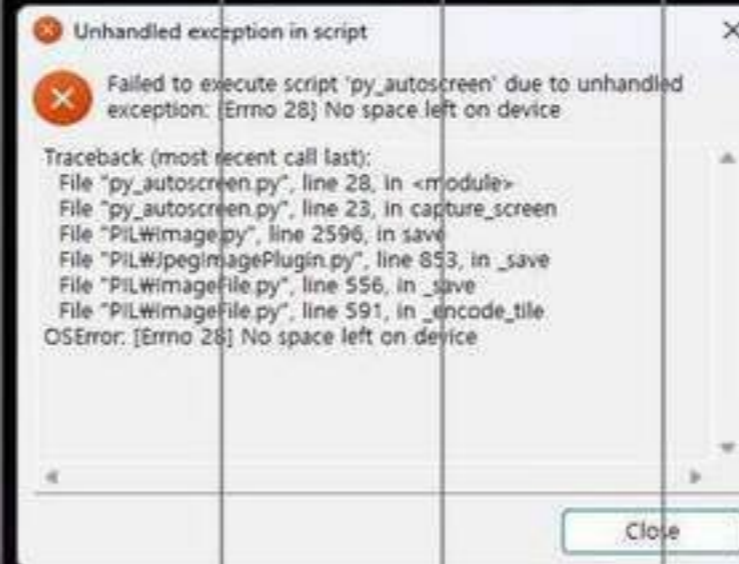 Unhandled exception in script
Failed to execute script 'py_autoscreen' due to unhandled
exception: [Errno 28] No space left on device
Traceback (most recent call last):
File "py_autoscreen.py", line 28, in <module>
File "py_autoscreen.py", line 23, in capture_screen
File "PIL₩Image.py", line 2596, in save
File "PIL₩JpegImagePlugin.py", line 853, in _save
File "PIL₩ImageFile.py", line 556, in _save
File "PIL₩ImageFile.py", line 591, in _encode_tile
OSError: [Errno 28] No space left on device
Close